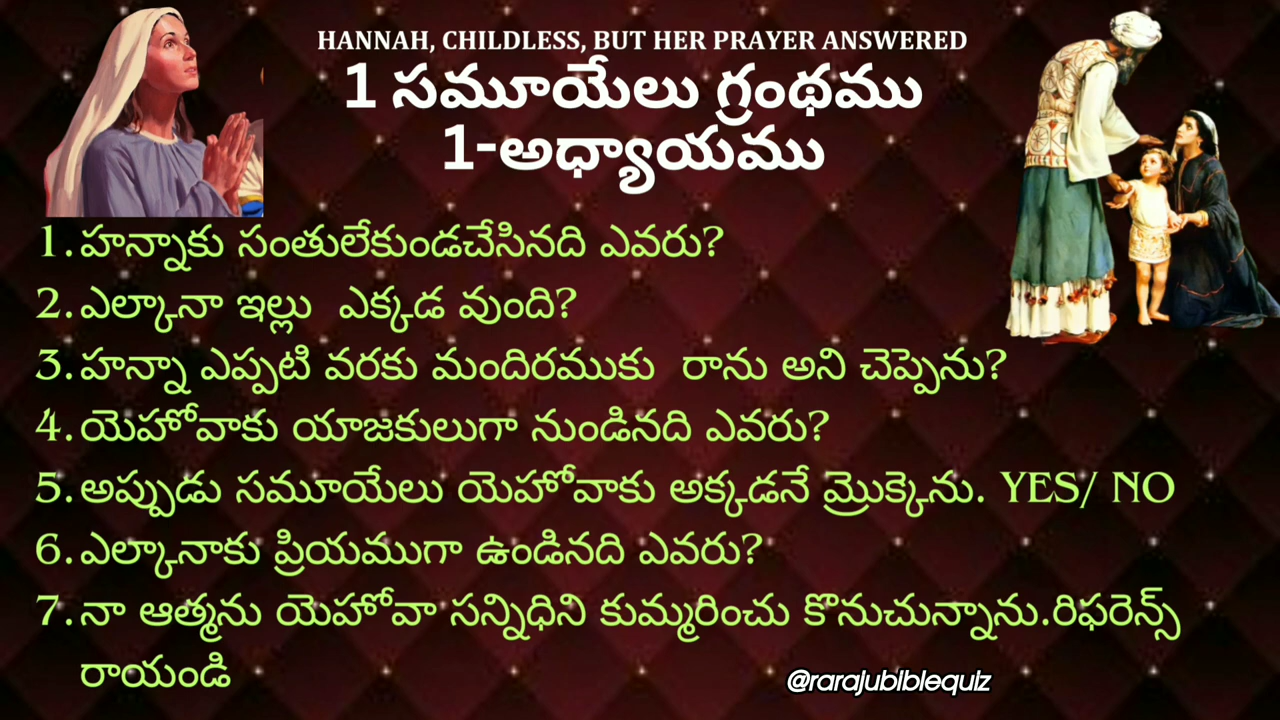 HANNAH, CHILDLESS, BUT HER PRAYER ANSWERED
1 సమూయేలు గ్రంథము
1-అధ్యాయము
1. హన్నాకు సంతులేకుండచేసినది ఎవరు?
2. ఎల్కానా ఇల్లు ఎక్కడ వుంది?
3. హన్నా ఎప్పటి వరకు మందిరముకు రాను అని చెప్పెను?
4. యెహోవాకు యాజకులుగా నుండినది ఎవరు?
5. అప్పుడు సమూయేలు యెహోవాకు అక్కడనే మ్రొక్కెను. YES/ NO
6. ఎల్కానాకు ప్రియముగా ఉండినది ఎవరు?
7. నా ఆత్మను యెహోవా సన్నిధిని కుమ్మరించు కొనుచున్నాను.రిఫరెన్స్
రాయండి
@rarajubiblequiz